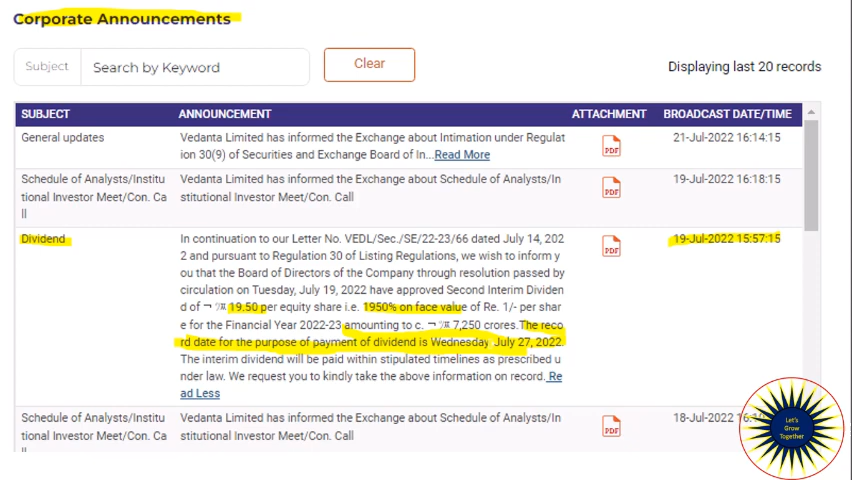 Corporate Announcements
Subject Search by Keyword Clear Displaying last 20 records
SUBJECT ANNOUNCEMENT ATTACHMENT BROADCAST DATE/TIME
General updates Vedanta Limited has informed the Exchange about Intimation under Regulat 21-Jul-2022 16:14:15
ion 30(9) of Securities and Exchange Board of In...Read More PDF
Schedule of Analysts/Institu Vedanta Limited has informed the Exchange about Schedule of Analysts/In 19-Jul-2022 16:18:15
tional Investor Meet/Con. Ca stitutional Investor Meet/Con. Call PDF
ll
Dividend In continuation to our Letter No. VEDL/Sec./SE/22-23/66 dated July 14, 202 19-Jul-2022 15:57:15
2 and pursuant to Regulation 30 of Listing Regulations, we wish to inform y PDF
ou that the Board of Directors of the Company through resolution passed by
circulation on Tuesday, July 19, 2022 have approved Second Interim Dividen
d of 19.50 per equity share i.e. 1950% on face value of Re. 1/- per shar
e for the Financial Year 2022-23 amounting to c. 7,250 crores.The reco
rd date for the purpose of payment of dividend is Wednesday, July 27, 2022.
The interim dividend will be paid within stipulated timelines as prescribed u
nder law. We request you to kindly take the above information on record. Re
ad Less
Schedule of Analysts/Institu Vedanta Limited has informed the Exchange about Schedule of Analysts/In 18-Jul-2022
tional Investor Meet/Con. Ca stitutional Investor Meet/Con. Call PDF
Let's
Grow
Together